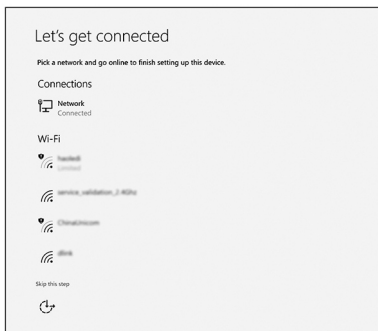 Let's get connected
Pick a network and go online to finish setting up this device.
Connections
Network
Connected
Wi-Fi
Limited
service_validation_2.4Ghz
ChinaUnicom
dlink
Skip this step